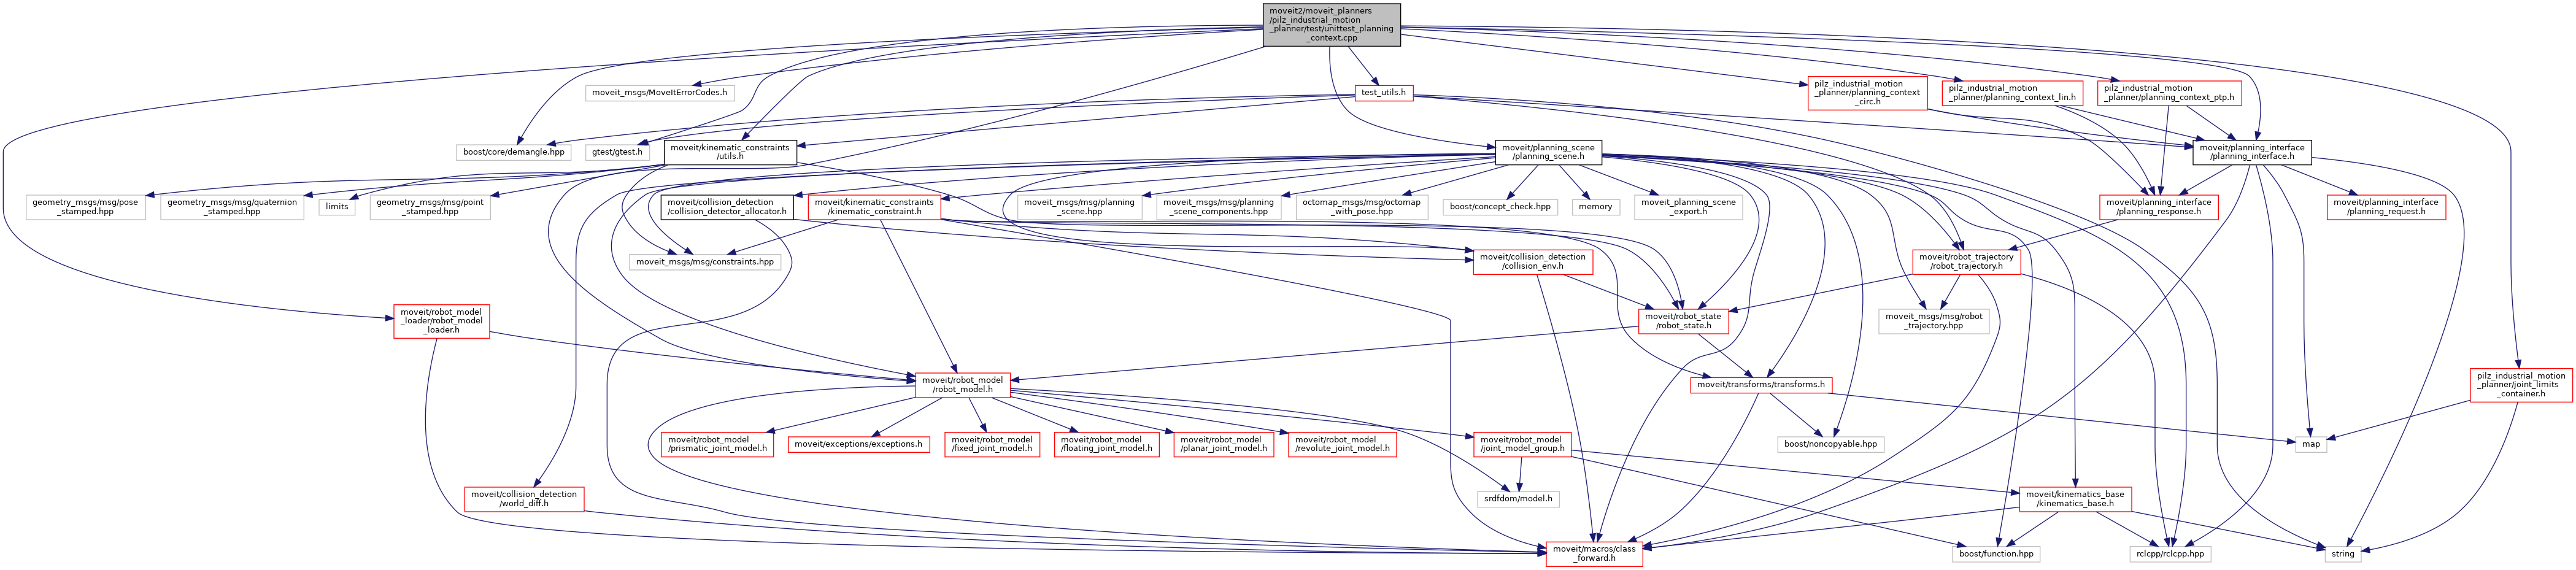 moveit2/moveit_planners
/pilz_industrial_motion
_planner/test/unittest_planning
_context.cpp
moveit_msgs/MoveItErrorCodes.h
test_utils.h
pilz_industrial_motion
_planner/planning_context
_circ.h
pilz_industrial_motion
_planner/planning_context_lin.h
pilz_industrial_motion
_planner/planning_context_ptp.h
boost/core/demangle.hpp
gtest/gtest.h
moveit/kinematic_constraints
/utils.h
moveit/planning_scene
/planning_scene.h
moveit/planning_interface
/planning_interface.h
geometry_msgs/msg/pose
_stamped.hpp
geometry_msgs/msg/quaternion
_stamped.hpp
limits
geometry_msgs/msg/point
_stamped.hpp
moveit/collision_detection
/collision_detector_allocator.h
moveit/kinematic_constraints
/kinematic_constraint.h
moveit_msgs/msg/planning
_scene.hpp
moveit_msgs/msg/planning
_scene_components.hpp
octomap_msgs/msg/octomap
_with_pose.hpp
boost/concept_check.hpp
memory
moveit_planning_scene
_export.h
moveit/planning_interface
/planning_response.h
moveit/planning_interface
/planning_request.h
moveit_msgs/msg/constraints.hpp
moveit/collision_detection
/collision_env.h
moveit/robot_trajectory
/robot_trajectory.h
moveit/robot_model
_loader/robot_model
_loader.h
moveit/robot_state
/robot_state.h
moveit_msgs/msg/robot
_trajectory.hpp
moveit/robot_model
/robot_model.h
moveit/transforms/transforms.h
pilz_industrial_motion
_planner/joint_limits
_container.h
moveit/robot_model
/prismatic_joint_model.h
moveit/exceptions/exceptions.h
moveit/robot_model
/fixed_joint_model.h
moveit/robot_model
/floating_joint_model.h
moveit/robot_model
/planar_joint_model.h
moveit/robot_model
/revolute_joint_model.h
moveit/robot_model
/joint_model_group.h
boost/noncopyable.hpp
map
moveit/collision_detection
/world_diff.h
srdfdom/model.h
moveit/kinematics_base
/kinematics_base.h
moveit/macros/class
_forward.h
boost/function.hpp
rclcpp/rclcpp.hpp
string